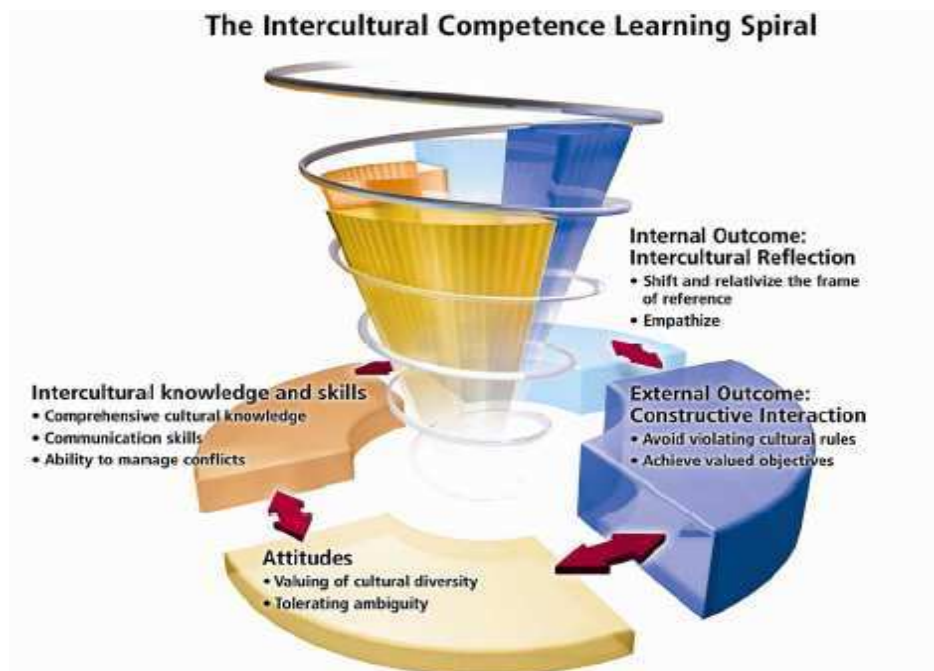 The Intercultural Competence Learning Spiral
Internal Outcome:
Intercultural Reflection
• Shift and relativize the frame
of reference
• Empathize
Intercultural knowledge and skills
• Comprehensive cultural knowledge
• Communication skills
• Ability to manage conflicts
External Outcome:
Constructive Interaction
• Avoid violating cultural rules
• Achieve valued objectives
Attitudes
• Valuing of cultural diversity
• Tolerating ambiguity